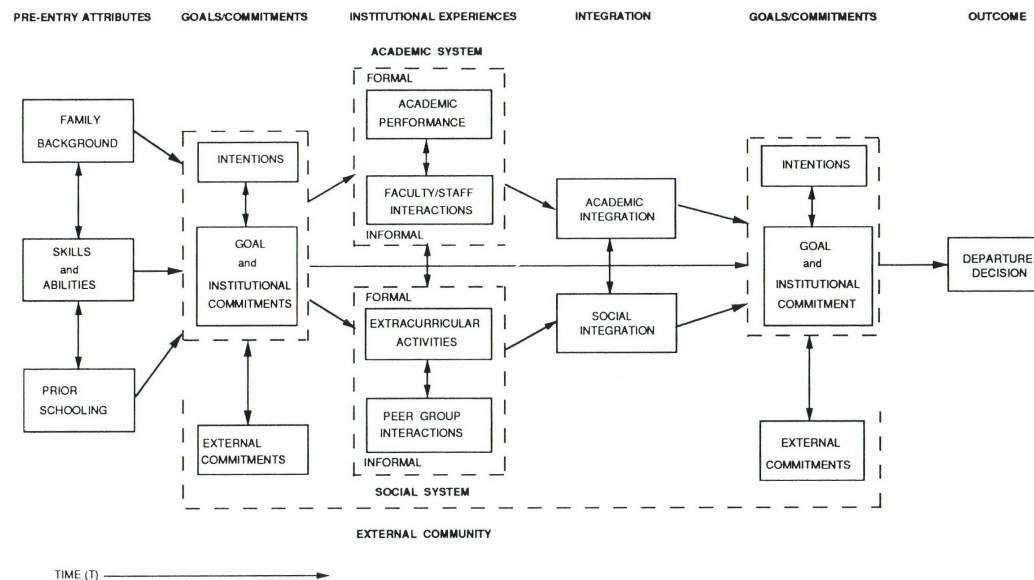 PRE-ENTRY ATTRIBUTES
GOALS/COMMITMENTS
INSTITUTIONAL EXPERIENCES
INTEGRATION
GOALS/COMMITMENTS
OUTCOME
ACADEMIC SYSTEM
FAMILY
BACKGROUND
SKILLS
and
ABILITIES
PRIOR
SCHOOLING
INTENTIONS
GOAL
and
INSTITUTIONAL
COMMITMENTS
EXTERNAL
COMMITMENTS
FORMAL
ACADEMIC
PERFORMANCE
FACULTY/STAFF
INTERACTIONS
INFORMAL
FORMAL
EXTRACURRICULAR
ACTIVITIES
PEER GROUP
INTERACTIONS
INFORMAL
SOCIAL SYSTEM
ACADEMIC
INTEGRATION
SOCIAL
INTEGRATION
INTENTIONS
GOAL
and
INSTITUTIONAL
COMMITMENT
EXTERNAL
COMMITMENTS
DEPARTURE
DECISION
EXTERNAL COMMUNITY
TIME (T)